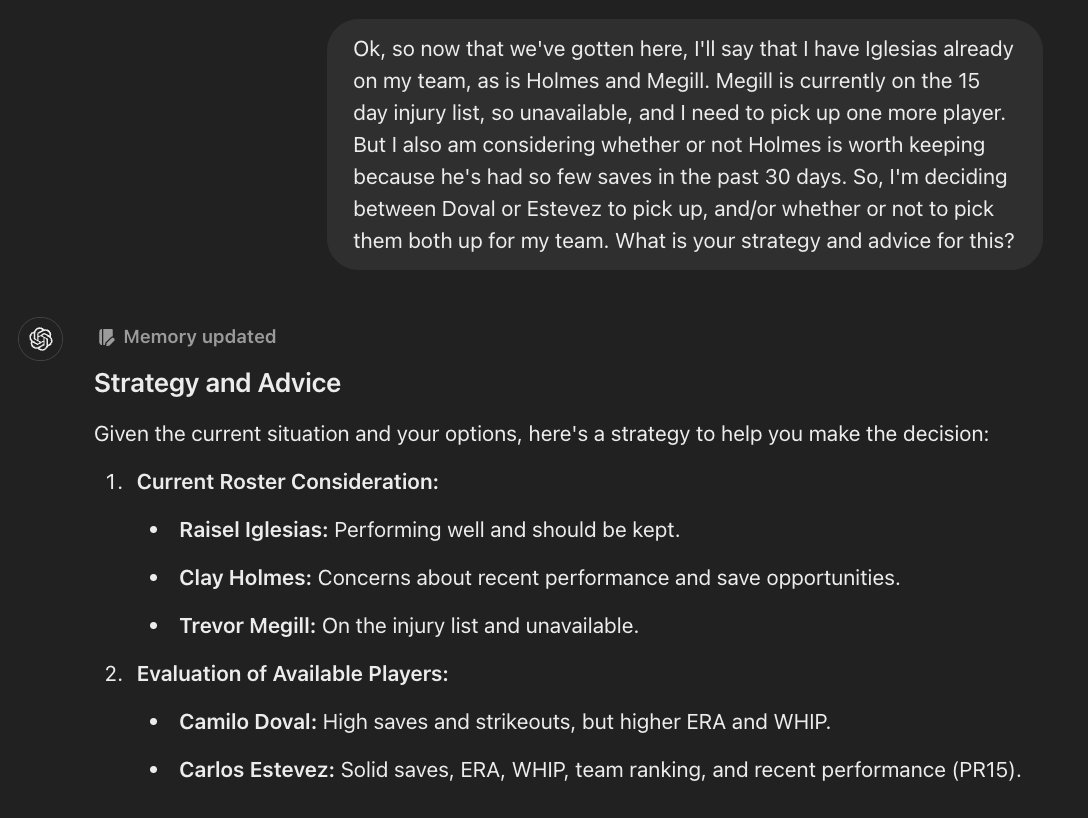 Ok, so now that we've gotten here, I'll say that I have Iglesias already
on my team, as is Holmes and Megill. Megill is currently on the 15
day injury list, so unavailable, and I need to pick up one more player.
But I also am considering whether or not Holmes is worth keeping
because he's had so few saves in the past 30 days. So, I'm deciding
between Doval or Estevez to pick up, and/or whether or not to pick
them both up for my team. What is your strategy and advice for this?
Memory updated
Strategy and Advice
Given the current situation and your options, here's a strategy to help you make the decision:
1. Current Roster Consideration:
• Raisel Iglesias: Performing well and should be kept.
• Clay Holmes: Concerns about recent performance and save opportunities.
• Trevor Megill: On the injury list and unavailable.
2. Evaluation of Available Players:
• Camilo Doval: High saves and strikeouts, but higher ERA and WHIP.
• Carlos Estevez: Solid saves, ERA, WHIP, team ranking, and recent performance (PR15).